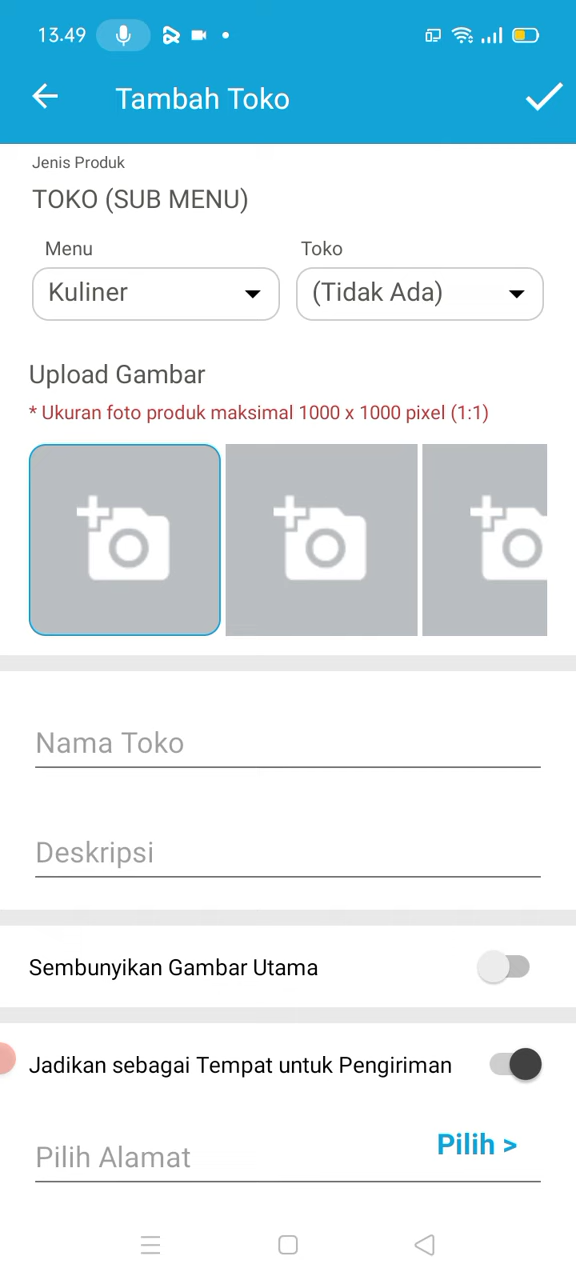 13.49
Tambah Toko
Jenis Produk
TOKO (SUB MENU)
Menu
Toko
Kuliner
(Tidak Ada)
Upload Gambar
* Ukuran foto produk maksimal 1000 x 1000 pixel (1:1)
Nama Toko
Deskripsi
Sembunyikan Gambar Utama
Jadikan sebagai Tempat untuk Pengiriman
Pilih Alamat
Pilih >